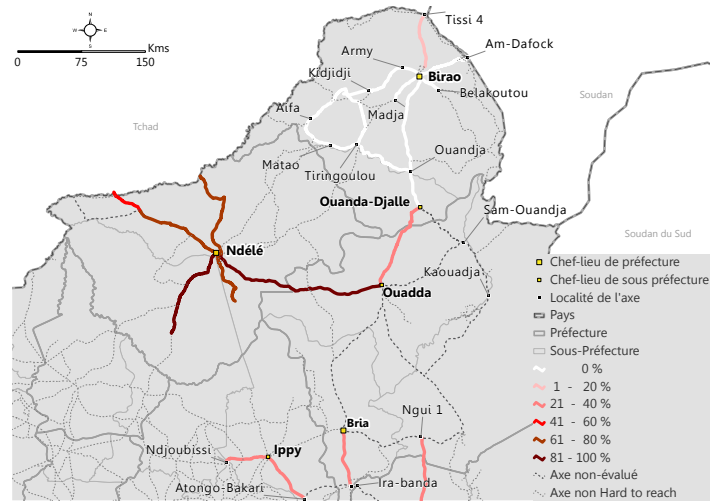 N
W E
S
Kms
0 75 150
Tissi 4
Am-Dafock
Army
Kidjidji
Birao
Belakoutou
Soudan
Aifa
Madja
Tchad
Ouandja
Matao
Tiringoulou
Ouanda-Djalle
Sam-Ouandja
Soudan du Sud
Ndélé
Kaouadja
Ouadda
Chef-lieu de préfecture
Chef-lieu de sous préfecture
Localité de l'axe
Pays
Préfecture
Sous-Préfecture
0 %
1 - 20 %
21 - 40 %
41 - 60 %
61 - 80 %
81 - 100 %
Axe non-évalué
Axe non Hard to reach
Bria
Ngui 1
Ndjoubissi
Ippy
Atongo-Bakari
Ira-banda